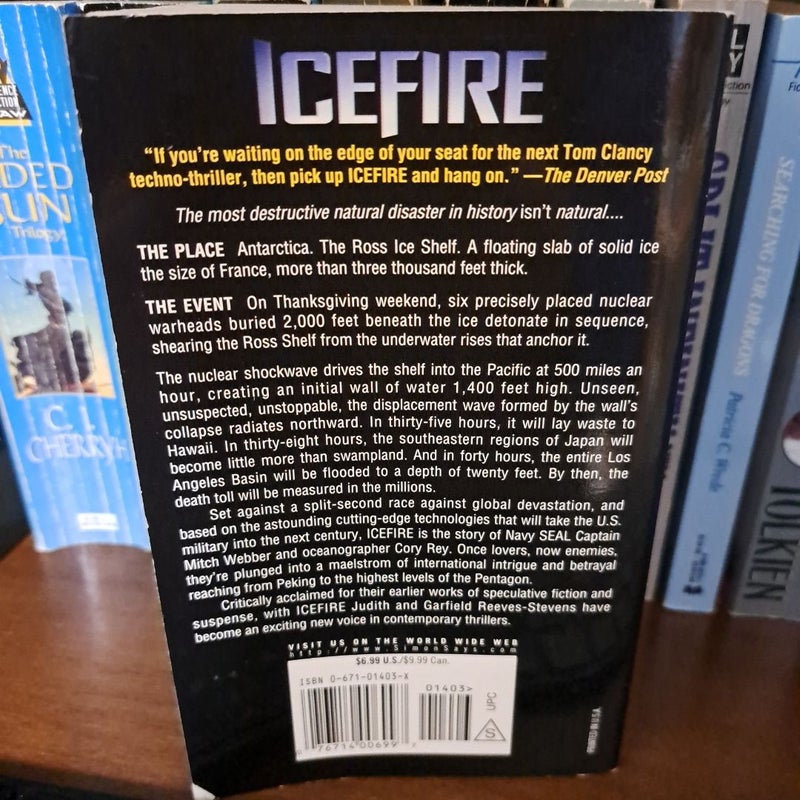 ICEFIRE
"If you're waiting on the edge of your seat for the next Tom Clancy
techno-thriller, then pick up ICEFIRE and hang on." —The Denver Post
The most destructive natural disaster in history isn't natural....
THE PLACE Antarctica. The Ross Ice Shelf. A floating slab of solid ice
the size of France, more than three thousand feet thick.
THE EVENT On Thanksgiving weekend, six precisely placed nuclear
warheads buried 2,000 feet beneath the ice detonate in sequence,
shearing the Ross Shelf from the underwater rises that anchor it.
The nuclear shockwave drives the shelf into the Pacific at 500 miles an
hour, creating an initial wall of water 1,400 feet high. Unseen,
unsuspected, unstoppable, the displacement wave formed by the wall's
collapse radiates northward. In thirty-five hours, it will lay waste to
Hawaii. In thirty-eight hours, the southeastern regions of Japan will
become little more than swampland. And in forty hours, the entire Los
Angeles Basin will be flooded to a depth of twenty feet. By then, the
death toll will be measured in the millions.
Set against a split-second race against global devastation, and
based on the astounding cutting-edge technologies that will take the U.S.
military into the next century, ICEFIRE is the story of Navy SEAL Captain
Mitch Webber and oceanographer Cory Rey. Once lovers, now enemies,
they're plunged into a maelstrom of international intrigue and betrayal
reaching from Peking to the highest levels of the Pentagon.
Critically acclaimed for their earlier works of speculative fiction and
suspense, with ICEFIRE Judith and Garfield Reeves-Stevens have
become an exciting new voice in contemporary thrillers.
VISIT US ON THE WORLD WIDE WEB
http://www.SimonSays.com
$6.99 U.S./$9.99 Can.
ISBN 0-671-01403-X
01403>
UPC
S
76714 00699
PRINTED IN U.S.A.
The
DED
SUN
Trilogy
C. J.
CHERRYH
DAW
SEARCHING FOR DRAGONS
Patricia C. Wrede
TOLKIEN